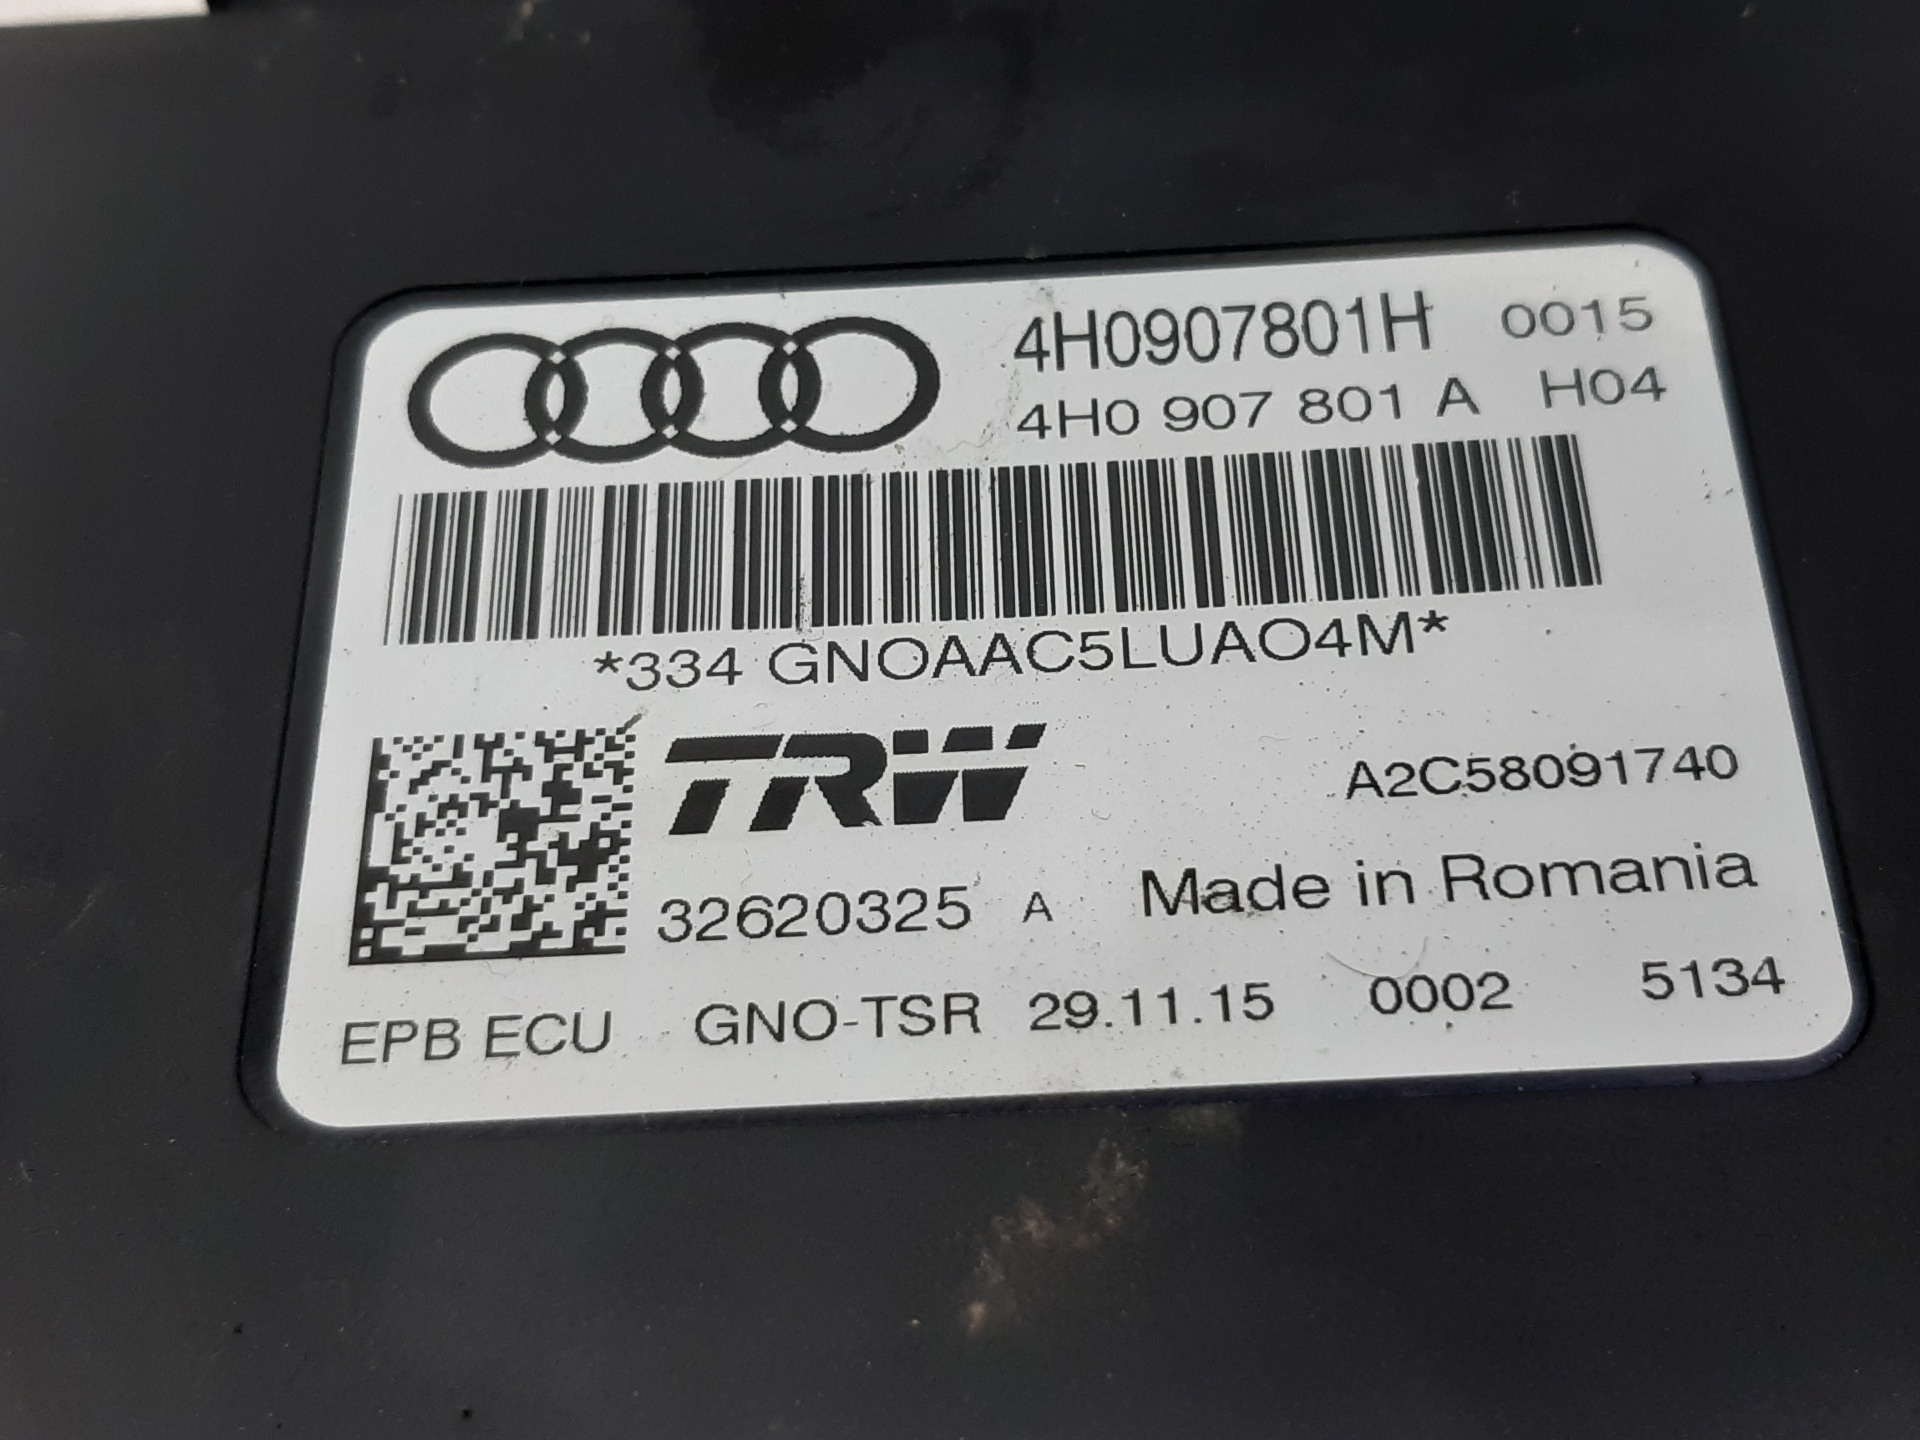 4H0907801H 0015
4H0 907 801 A H04
*334 GNOAAC5LUAO4M*
TRW A2C58091740
32620325 A Made in Romania
EPB ECU GNO-TSR 29.11.15 0002 5134